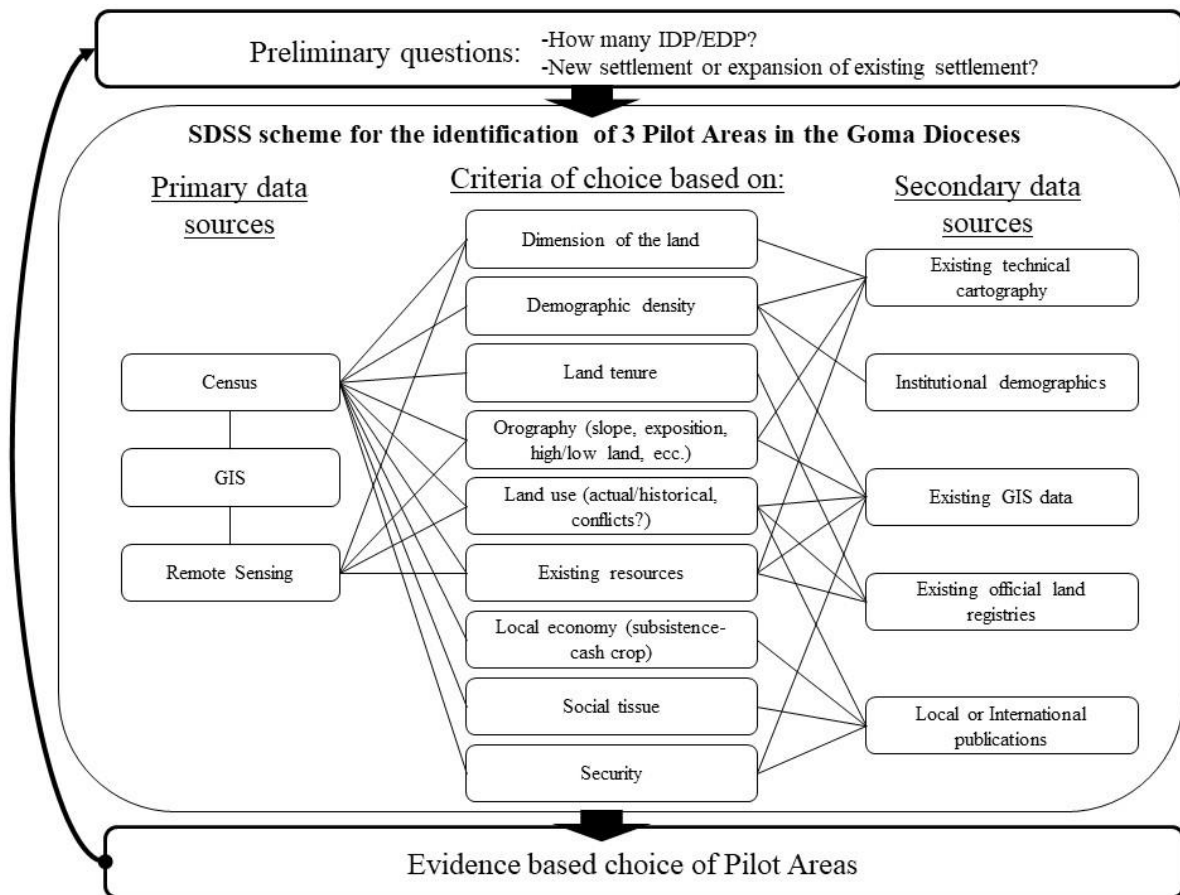 Preliminary questions:
-How many IDP/EDP?
-New settlement or expansion of existing settlement?
SDSS scheme for the identification of 3 Pilot Areas in the Goma Dioceses
Primary data
sources
Census
GIS
Remote Sensing
Criteria of choice based on:
Dimension of the land
Demographic density
Land tenure
Orography (slope, exposition,
high/low land, ecc.)
Land use (actual/historical,
conflicts?)
Existing resources
Local economy (subsistence-
cash crop)
Social tissue
Security
Secondary data
sources
Existing technical
cartography
Institutional demographics
Existing GIS data
Existing official land
registries
Local or International
publications
Evidence based choice of Pilot Areas